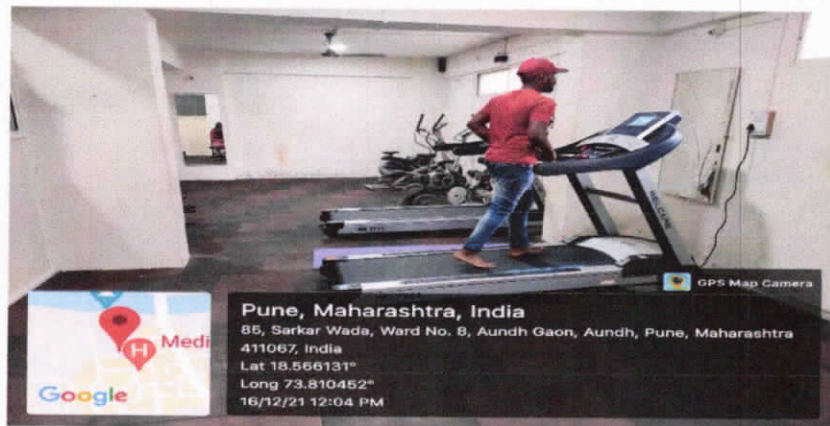 WELCARE
GPS Map Camera
Medi
H
Google
Pune, Maharashtra, India
85, Sarkar Wada, Ward No. 8, Aundh Gaon, Aundh, Pune, Maharashtra
411067, India
Lat 18.566131°
Long 73.810452°
16/12/21 12:04 PM